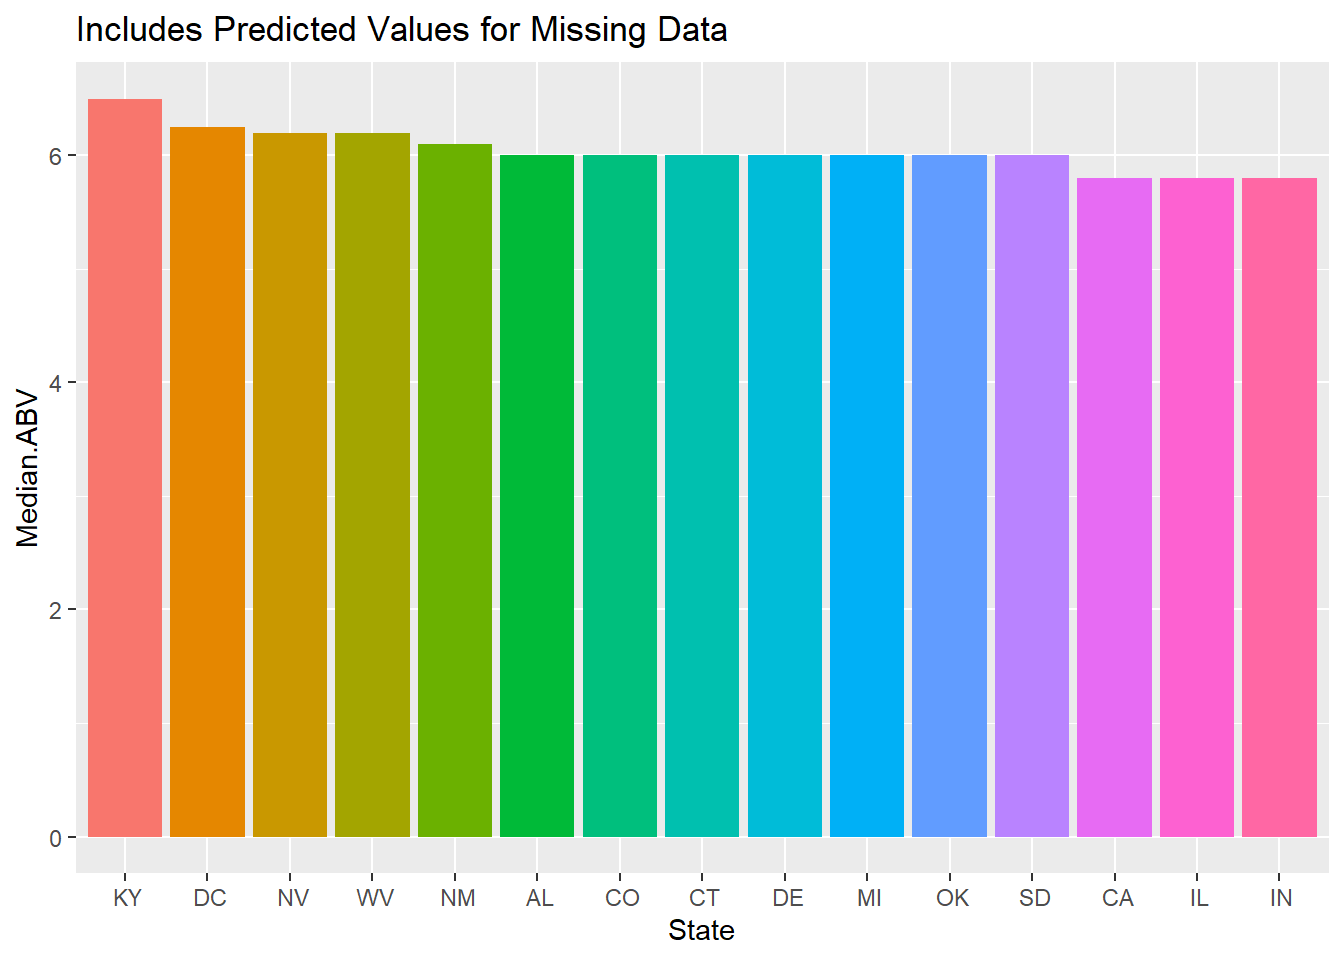 Includes Predicted Values for Missing Data
Median.ABV
6
4
2
0
KY DC NV WV NM AL CO CT DE MI OK SD CA IL IN
State